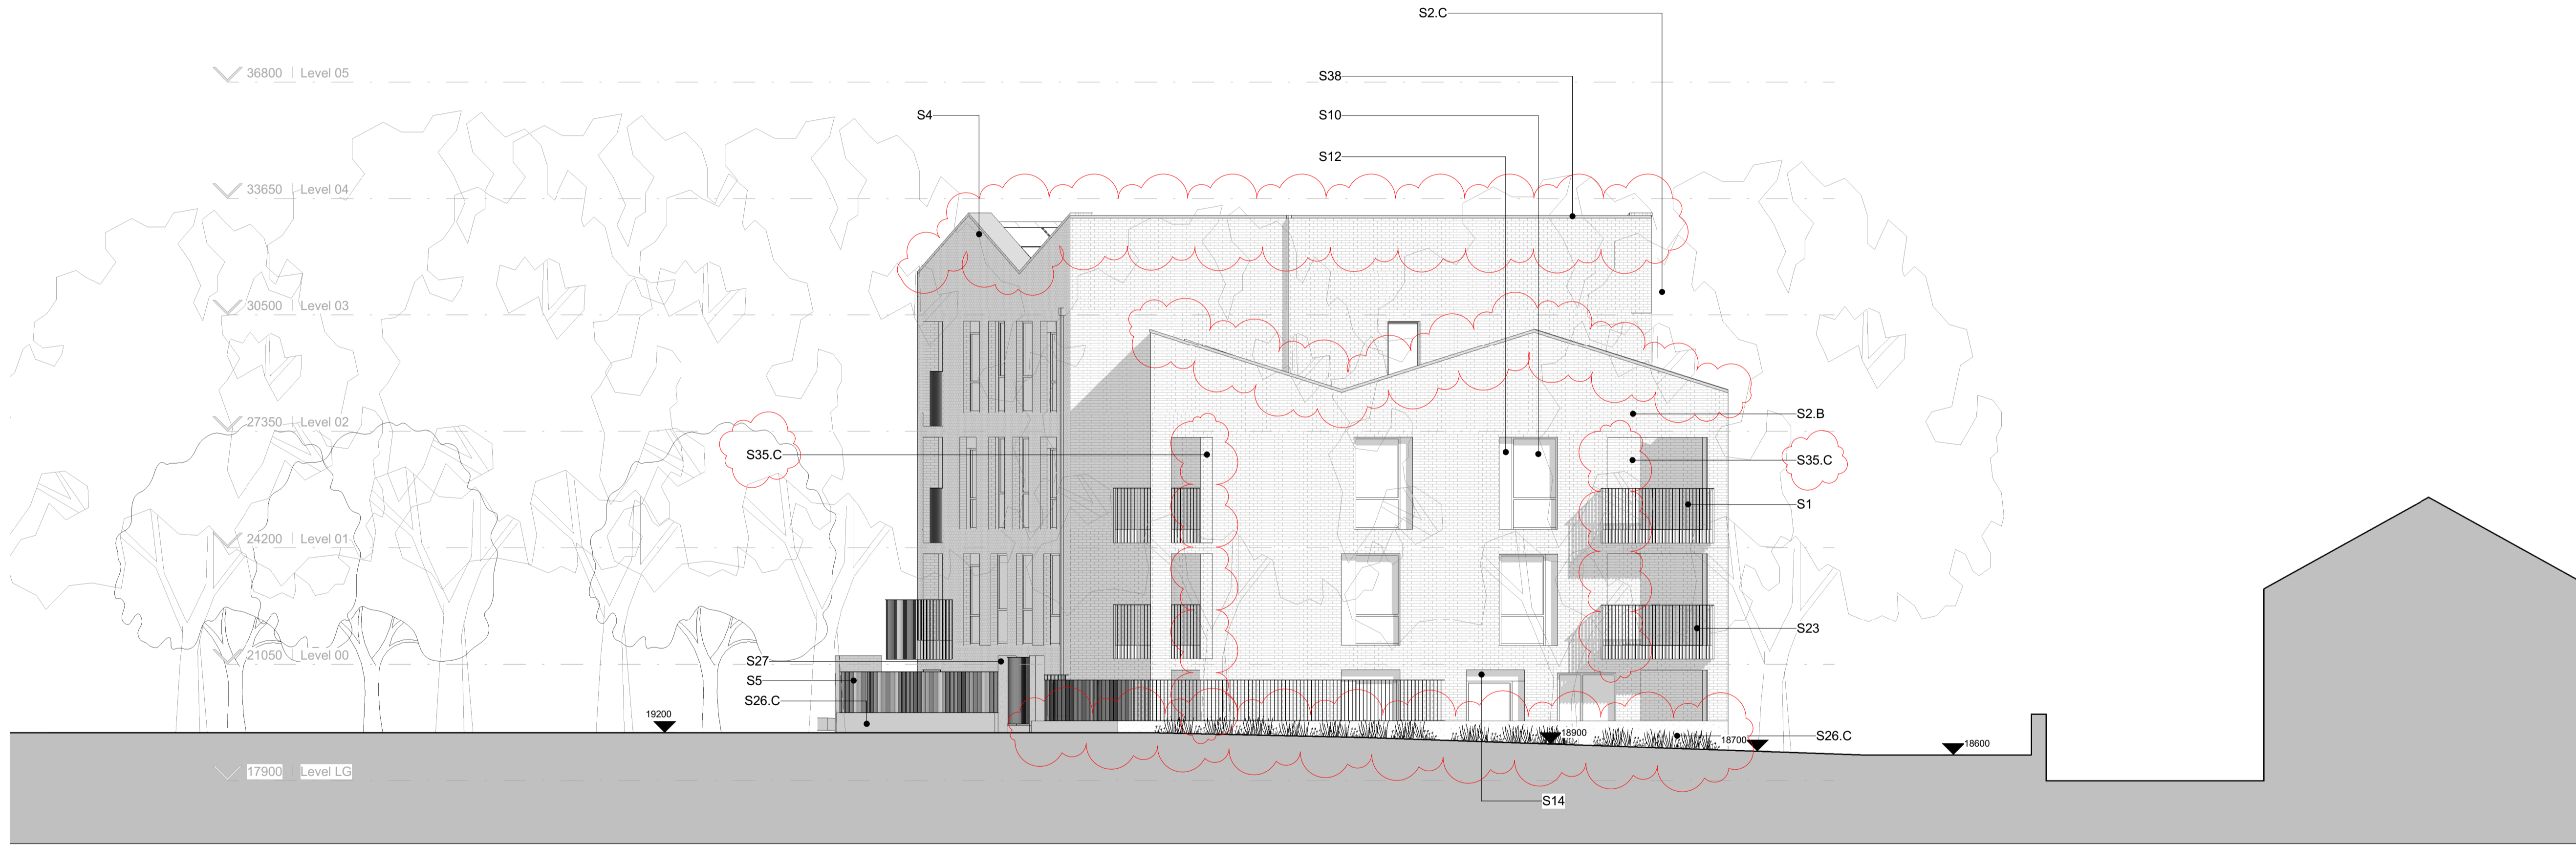 S2.C
36800 | Level 05
S38
S4
S10
S12
33650 | Level 04
30500 | Level 03
27350 | Level 02
S2.B
S35.C
S35.C
S1
24200 | Level 01
S23
21050 | Level 00
S27
S5
S26.C
19200
18900
18700
S26.C
18600
17900 | Level LG
S14